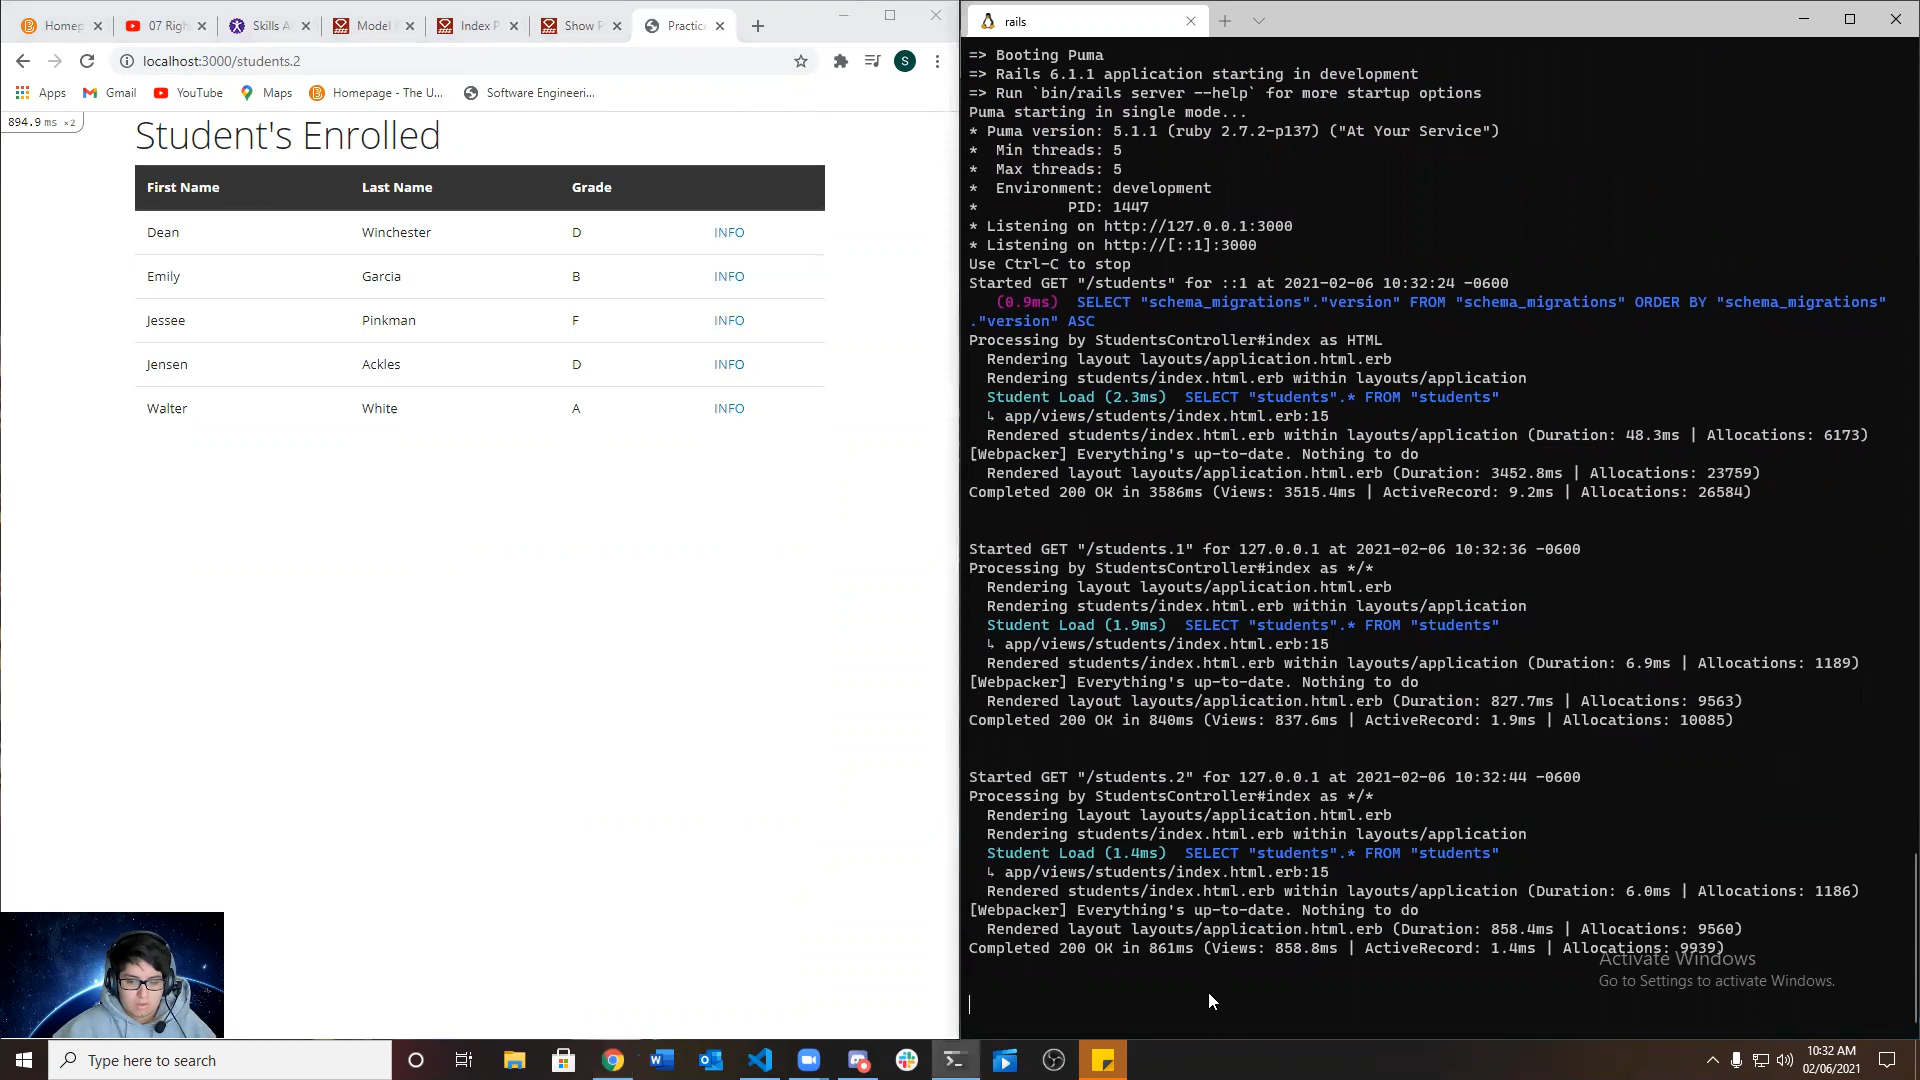 Homep
07 Righ
Skills A
Model
Index P
Show P
Practice
localhost:3000/students.2
S
Apps
Gmail
YouTube
Maps
Homepage - The U...
Software Engineeri...
894.9 ms ×2
Student's Enrolled
First Name Last Name Grade
Dean Winchester D INFO
Emily Garcia B INFO
Jessee Pinkman F INFO
Jensen Ackles D INFO
Walter White A INFO
rails
=> Booting Puma
=> Rails 6.1.1 application starting in development
=> Run `bin/rails server --help` for more startup options
Puma starting in single mode...
* Puma version: 5.1.1 (ruby 2.7.2-p137) ("At Your Service")
* Min threads: 5
* Max threads: 5
* Environment: development
* PID: 1447
* Listening on http://127.0.0.1:3000
* Listening on http://[::1]:3000
Use Ctrl-C to stop
Started GET "/students" for ::1 at 2021-02-06 10:32:24 -0600
(0.9ms) SELECT "schema_migrations"."version" FROM "schema_migrations" ORDER BY "schema_migrations"
."version" ASC
Processing by StudentsController#index as HTML
Rendering layout layouts/application.html.erb
Rendering students/index.html.erb within layouts/application
Student Load (2.3ms) SELECT "students".* FROM "students"
↳ app/views/students/index.html.erb:15
Rendered students/index.html.erb within layouts/application (Duration: 48.3ms | Allocations: 6173)
[Webpacker] Everything's up-to-date. Nothing to do
Rendered layout layouts/application.html.erb (Duration: 3452.8ms | Allocations: 23759)
Completed 200 OK in 3586ms (Views: 3515.4ms | ActiveRecord: 9.2ms | Allocations: 26584)
Started GET "/students.1" for 127.0.0.1 at 2021-02-06 10:32:36 -0600
Processing by StudentsController#index as */*
Rendering layout layouts/application.html.erb
Rendering students/index.html.erb within layouts/application
Student Load (1.9ms) SELECT "students".* FROM "students"
↳ app/views/students/index.html.erb:15
Rendered students/index.html.erb within layouts/application (Duration: 6.9ms | Allocations: 1189)
[Webpacker] Everything's up-to-date. Nothing to do
Rendered layout layouts/application.html.erb (Duration: 827.7ms | Allocations: 9563)
Completed 200 OK in 840ms (Views: 837.6ms | ActiveRecord: 1.9ms | Allocations: 10085)
Started GET "/students.2" for 127.0.0.1 at 2021-02-06 10:32:44 -0600
Processing by StudentsController#index as */*
Rendering layout layouts/application.html.erb
Rendering students/index.html.erb within layouts/application
Student Load (1.4ms) SELECT "students".* FROM "students"
↳ app/views/students/index.html.erb:15
Rendered students/index.html.erb within layouts/application (Duration: 6.0ms | Allocations: 1186)
[Webpacker] Everything's up-to-date. Nothing to do
Rendered layout layouts/application.html.erb (Duration: 858.4ms | Allocations: 9560)
Completed 200 OK in 861ms (Views: 858.8ms | ActiveRecord: 1.4ms | Allocations: 9939)
Activate Windows
Go to Settings to activate Windows.
Type here to search
10:32 AM
02/06/2021